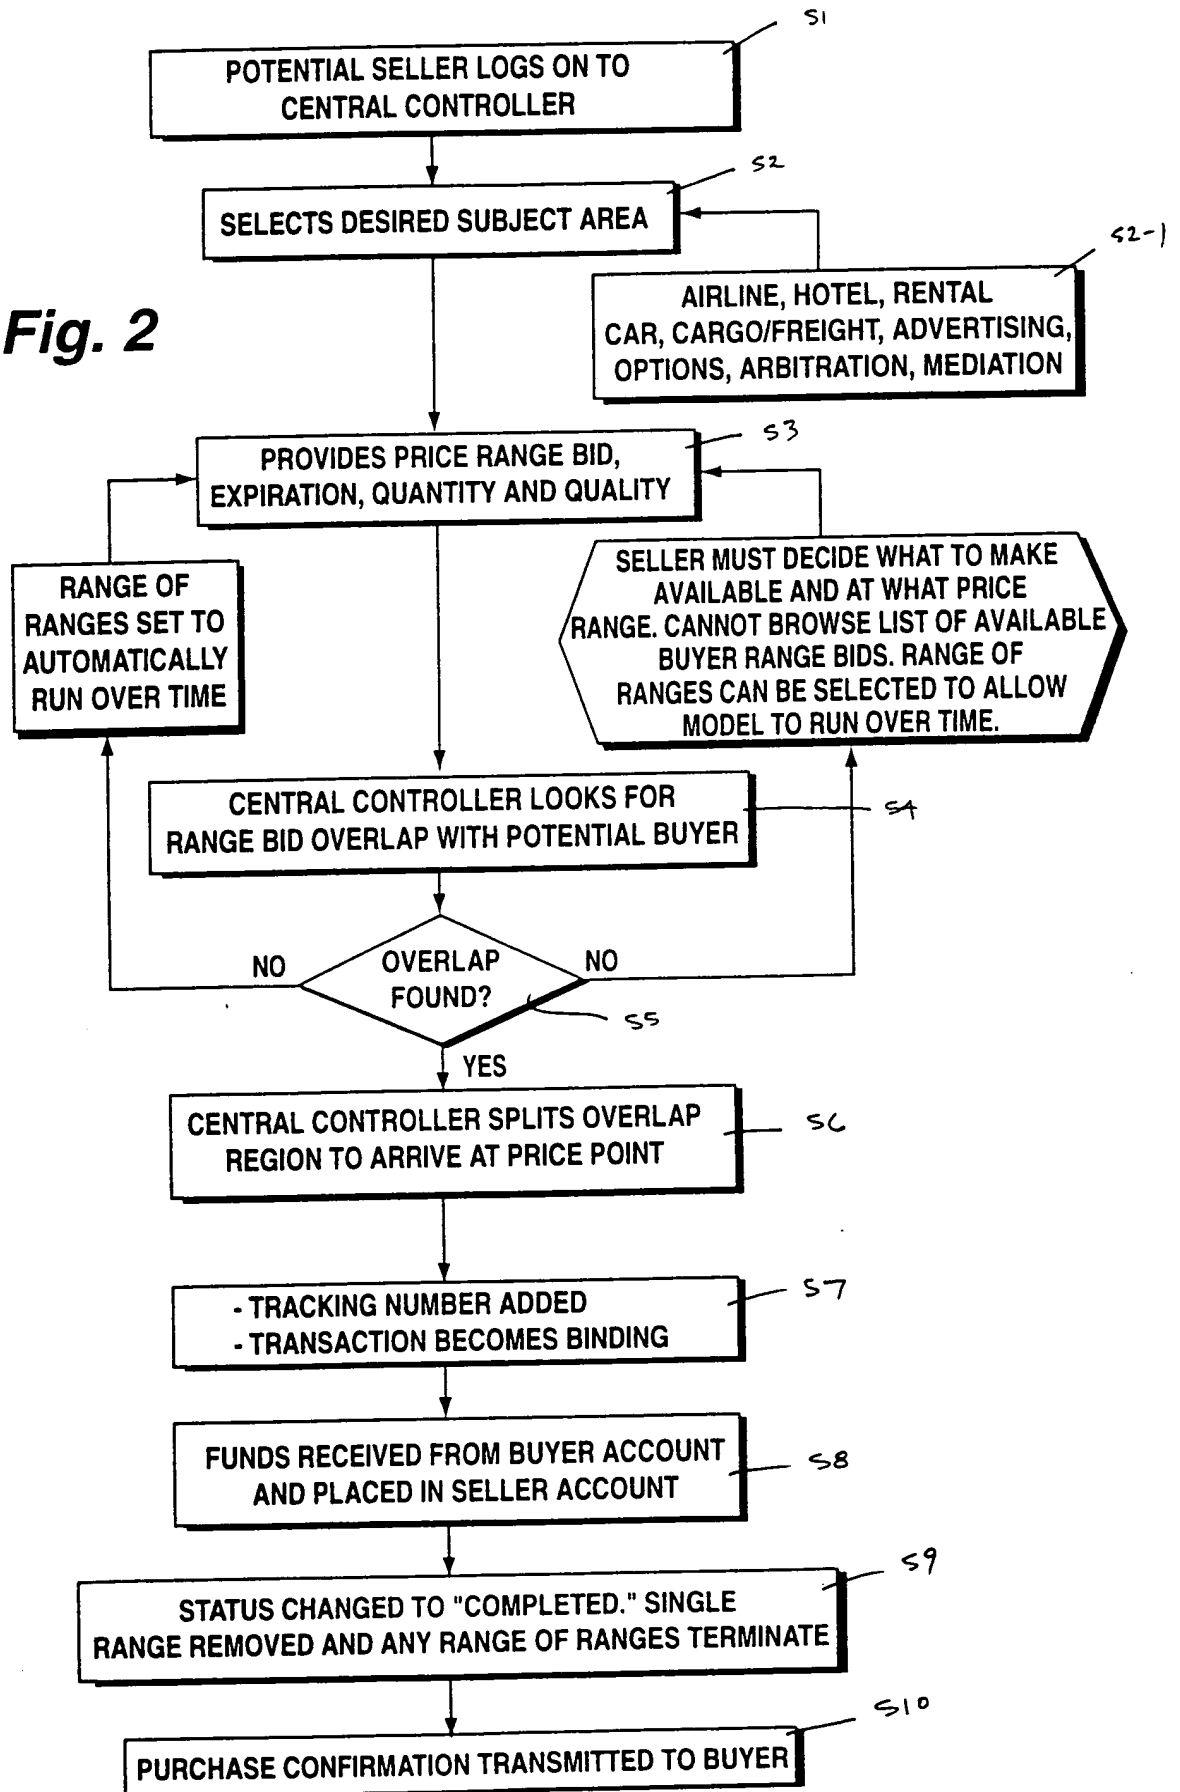 S1
POTENTIAL SELLER LOGS ON TO
CENTRAL CONTROLLER
S2
SELECTS DESIRED SUBJECT AREA
S2-1
AIRLINE, HOTEL, RENTAL
CAR, CARGO/FREIGHT, ADVERTISING,
OPTIONS, ARBITRATION, MEDIATION
Fig. 2
S3
PROVIDES PRICE RANGE BID,
EXPIRATION, QUANTITY AND QUALITY
RANGE OF
RANGES SET TO
AUTOMATICALLY
RUN OVER TIME
SELLER MUST DECIDE WHAT TO MAKE
AVAILABLE AND AT WHAT PRICE
RANGE. CANNOT BROWSE LIST OF AVAILABLE
BUYER RANGE BIDS. RANGE OF
RANGES CAN BE SELECTED TO ALLOW
MODEL TO RUN OVER TIME.
CENTRAL CONTROLLER LOOKS FOR
RANGE BID OVERLAP WITH POTENTIAL BUYER
S4
NO
OVERLAP
FOUND?
NO
S5
YES
CENTRAL CONTROLLER SPLITS OVERLAP
REGION TO ARRIVE AT PRICE POINT
S6
- TRACKING NUMBER ADDED
- TRANSACTION BECOMES BINDING
S7
FUNDS RECEIVED FROM BUYER ACCOUNT
AND PLACED IN SELLER ACCOUNT
S8
S9
STATUS CHANGED TO "COMPLETED." SINGLE
RANGE REMOVED AND ANY RANGE OF RANGES TERMINATE
S10
PURCHASE CONFIRMATION TRANSMITTED TO BUYER